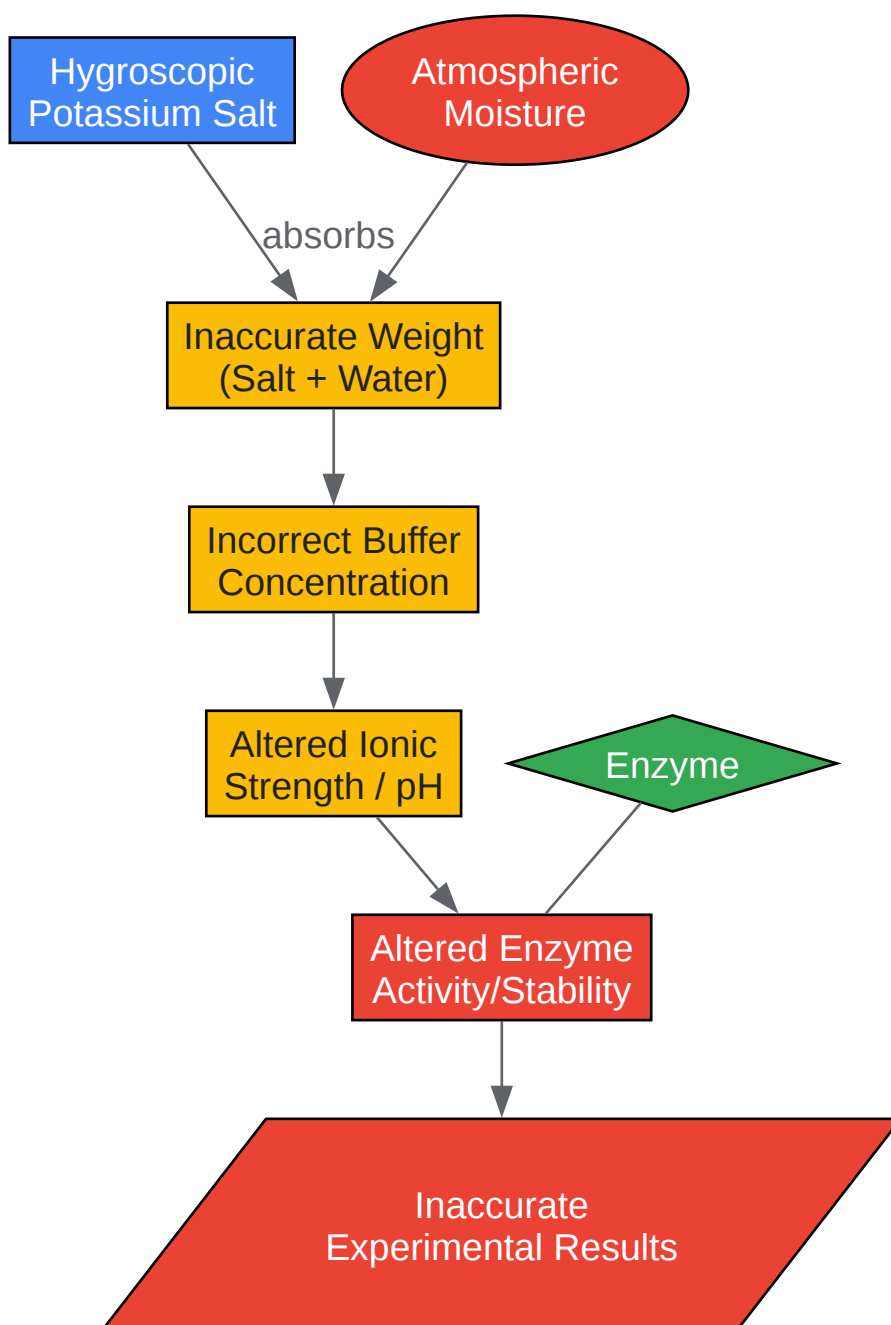 Hygroscopic
Potassium Salt
Atmospheric
Moisture
absorbs
Inaccurate Weight
(Salt + Water)
Incorrect Buffer
Concentration
Altered Ionic
Strength / pH
Enzyme
Altered Enzyme
Activity/Stability
Inaccurate
Experimental Results